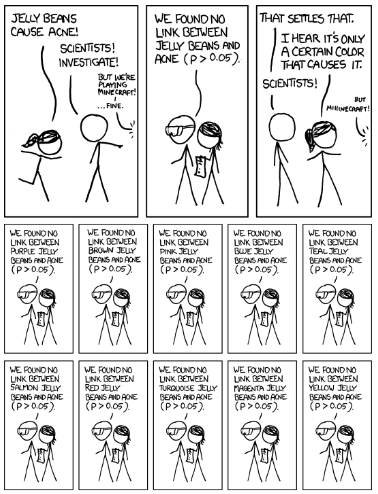 JELLY BEANS
CAUSE ACNE!
SCIENTISTS!
INVESTIGATE!
BUT WE'RE
PLAYING
MINECRAFT!
...FINE.
WE FOUND NO
LINK BETWEEN
JELLY BEANS AND
ACNE (P > 0.05).
THAT SETTLES THAT.
I HEAR IT'S ONLY
A CERTAIN COLOR
THAT CAUSES IT.
SCIENTISTS!
BUT
MIIINECRAFT!
WE FOUND NO
LINK BETWEEN
PURPLE JELLY
BEANS AND ACNE
(P > 0.05).
WE FOUND NO
LINK BETWEEN
BROWN JELLY
BEANS AND ACNE
(P > 0.05).
WE FOUND NO
LINK BETWEEN
PINK JELLY
BEANS AND ACNE
(P > 0.05).
WE FOUND NO
LINK BETWEEN
BLUE JELLY
BEANS AND ACNE
(P > 0.05).
WE FOUND NO
LINK BETWEEN
TEAL JELLY
BEANS AND ACNE
(P > 0.05).
WE FOUND NO
LINK BETWEEN
SALMON JELLY
BEANS AND ACNE
(P > 0.05).
WE FOUND NO
LINK BETWEEN
RED JELLY
BEANS AND ACNE
(P > 0.05).
WE FOUND NO
LINK BETWEEN
TURQUOISE JELLY
BEANS AND ACNE
(P > 0.05).
WE FOUND NO
LINK BETWEEN
MAGENTA JELLY
BEANS AND ACNE
(P > 0.05).
WE FOUND NO
LINK BETWEEN
YELLOW JELLY
BEANS AND ACNE
(P > 0.05).